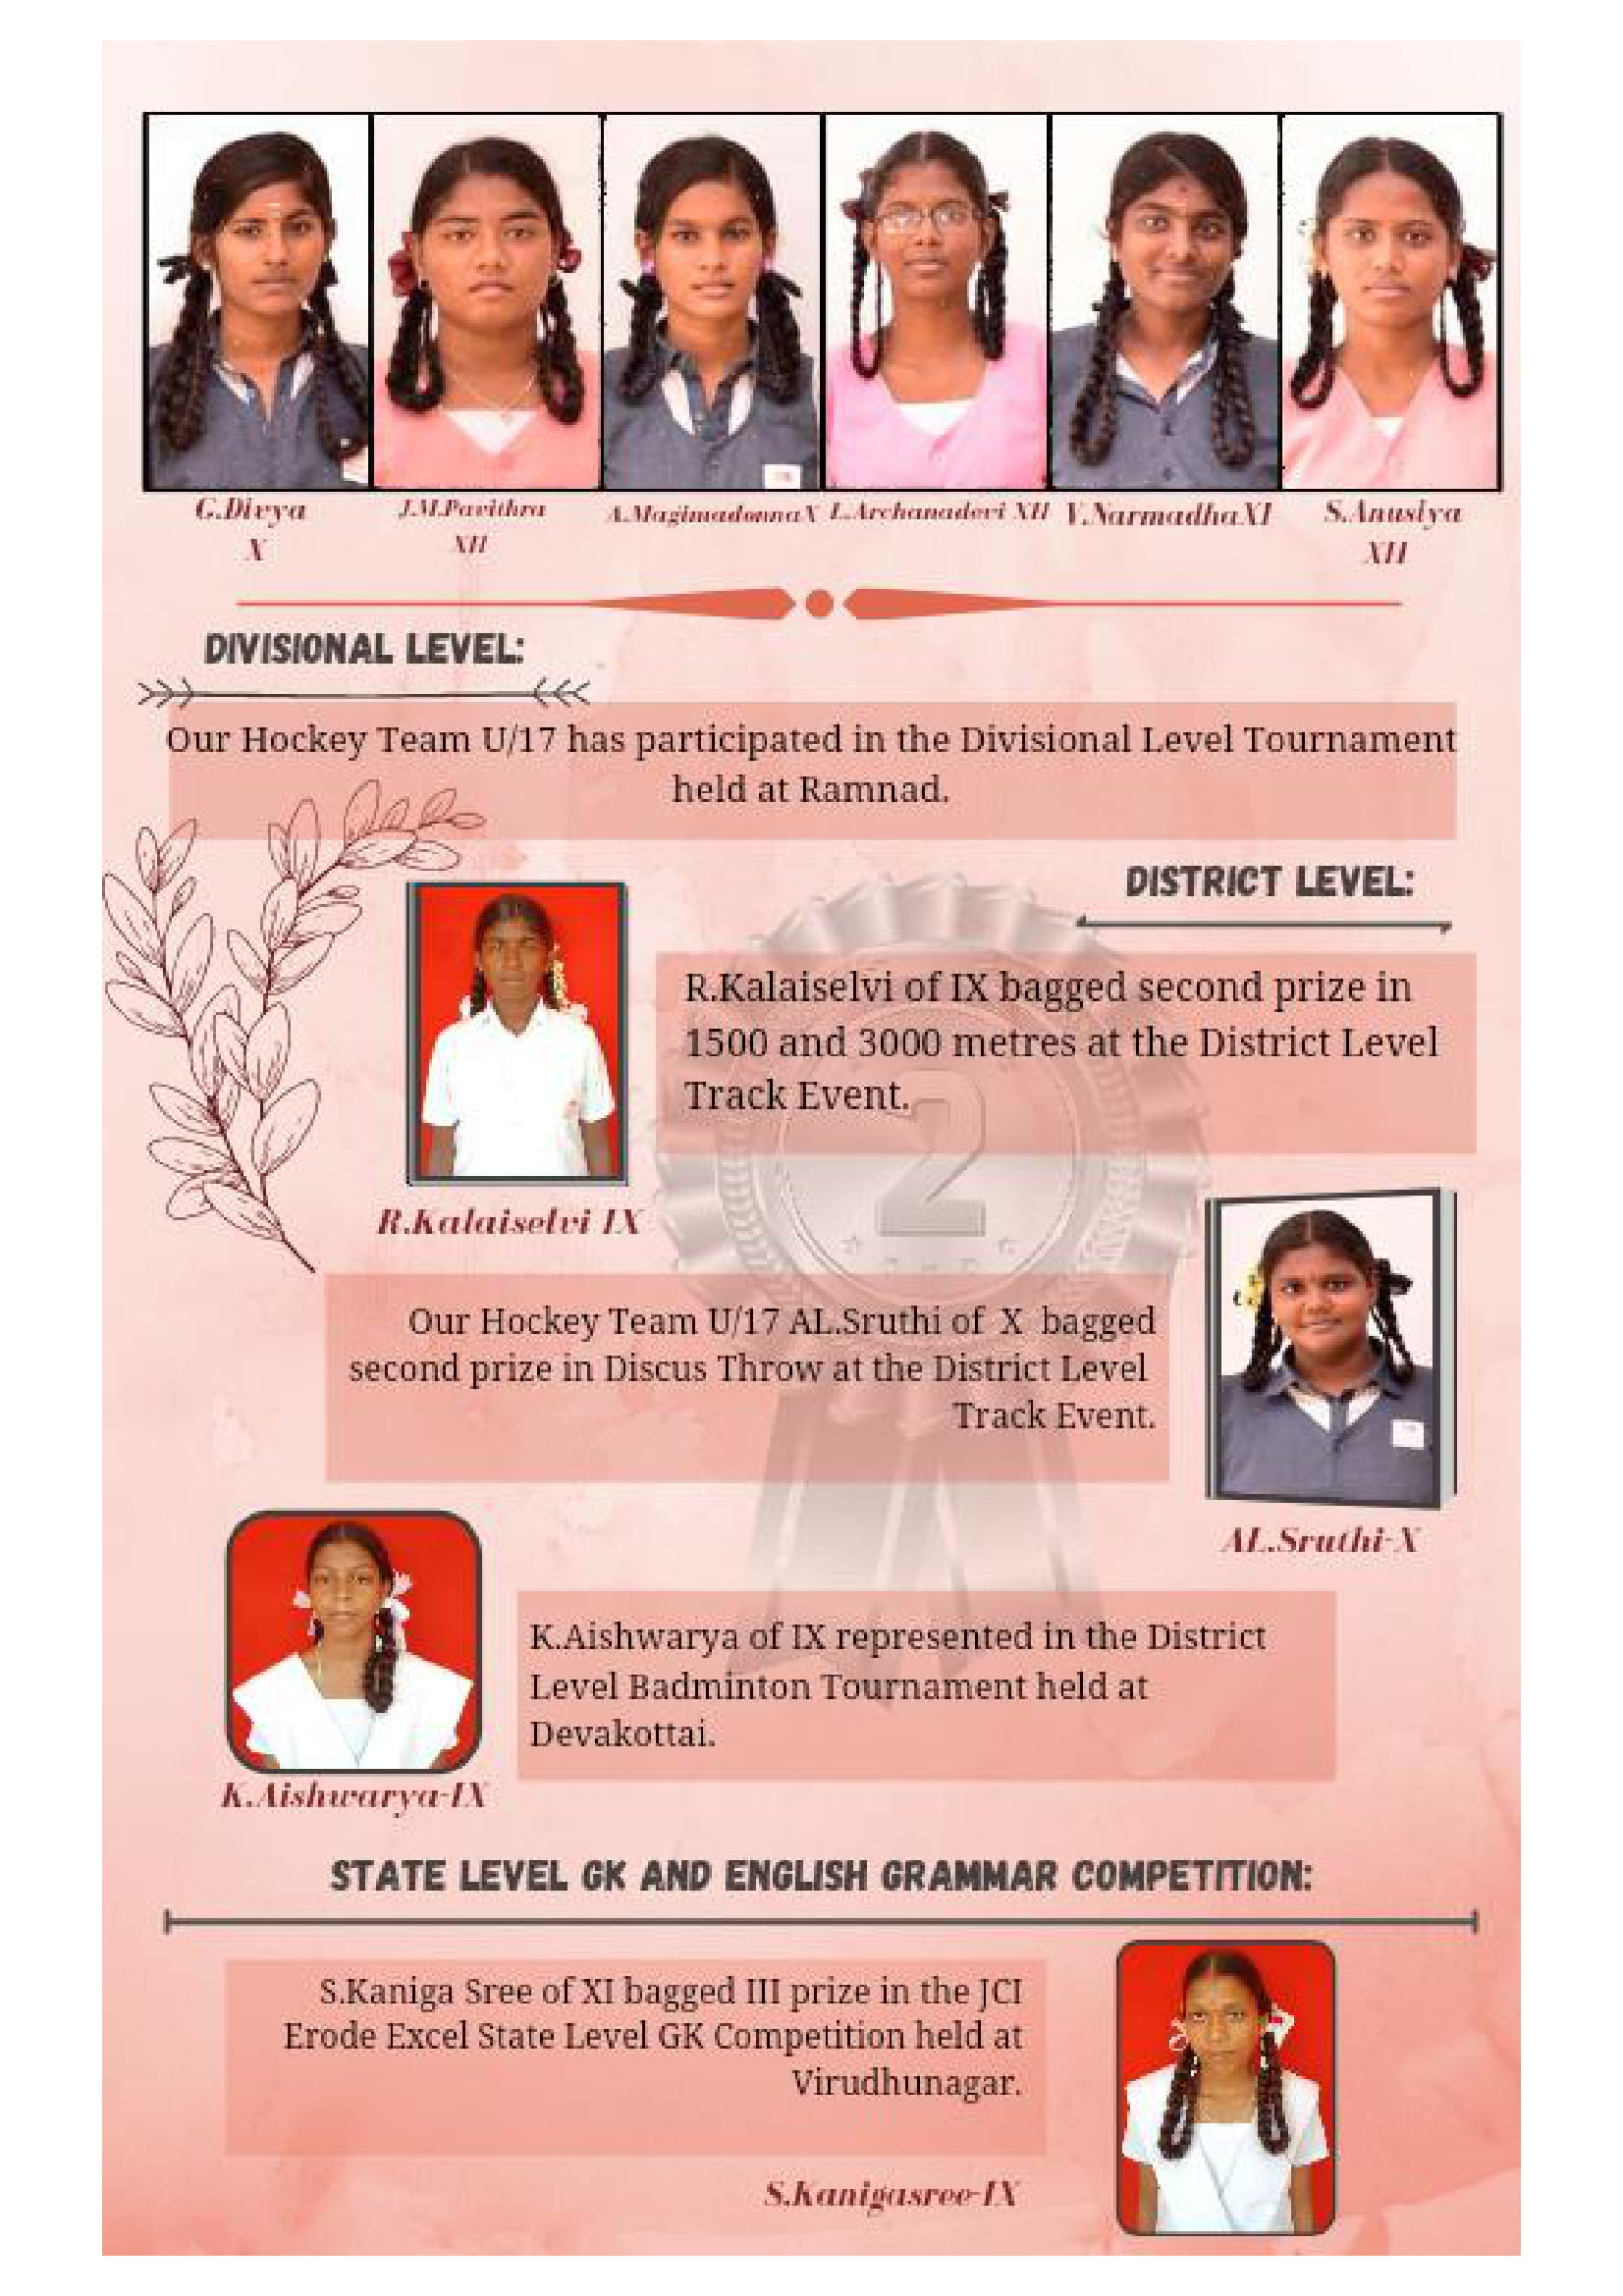 G.Divya
X
J.M.Pavithra
XII
A.MagimadonnaX
L.Archanadevi XII
V.NarmadhaXI
S.Anusiya
XII
DIVISIONAL LEVEL:
Our Hockey Team U/17 has participated in the Divisional Level Tournament
held at Ramnad.
DISTRICT LEVEL:
R.Kalaiselvi of IX bagged second prize in
1500 and 3000 metres at the District Level
Track Event.
2
R.Kalaiselvi IX
Our Hockey Team U/17 AL.Sruthi of X bagged
second prize in Discus Throw at the District Level
Track Event.
AL.Sruthi-X
K.Aishwarya of IX represented in the District
Level Badminton Tournament held at
Devakottai.
K.Aishwarya-IX
STATE LEVEL GK AND ENGLISH GRAMMAR COMPETITION:
S.Kaniga Sree of XI bagged III prize in the JCI
Erode Excel State Level GK Competition held at
Virudhunagar.
S.Kanigasree-IX